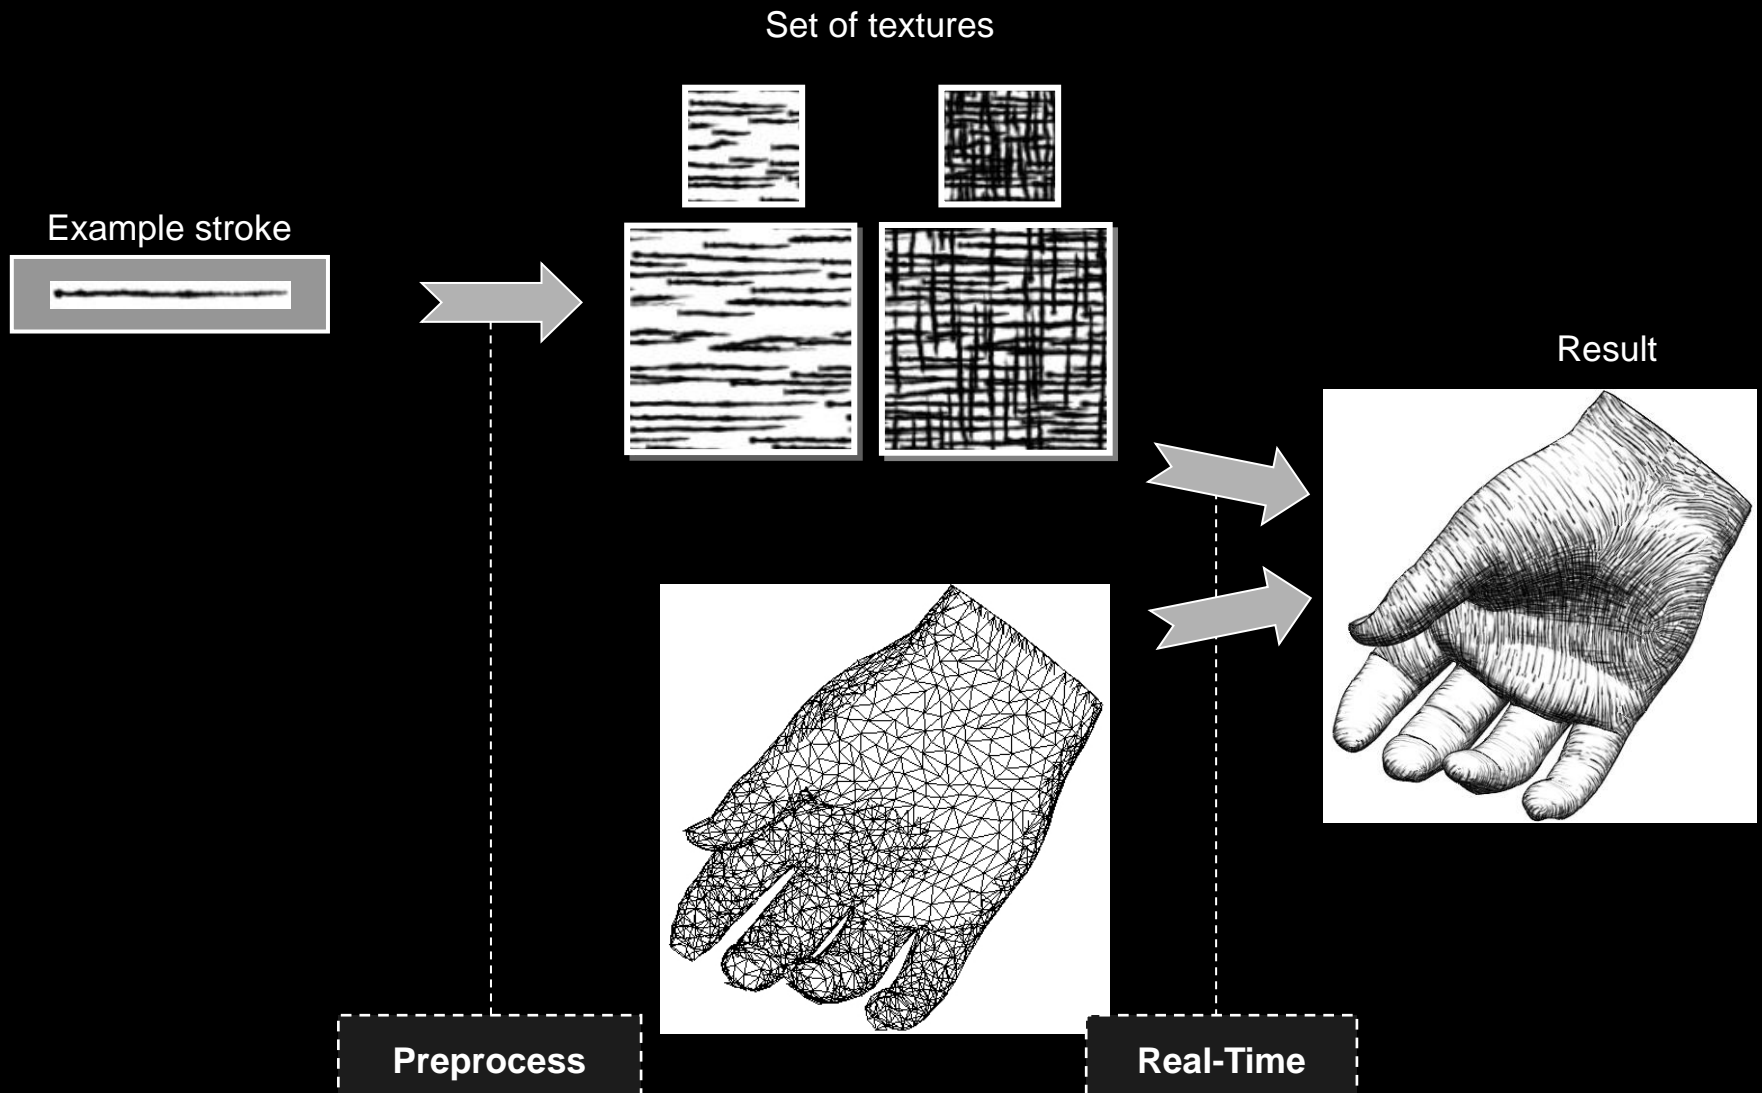 Set of textures
Example stroke
Result
Preprocess
Real-Time